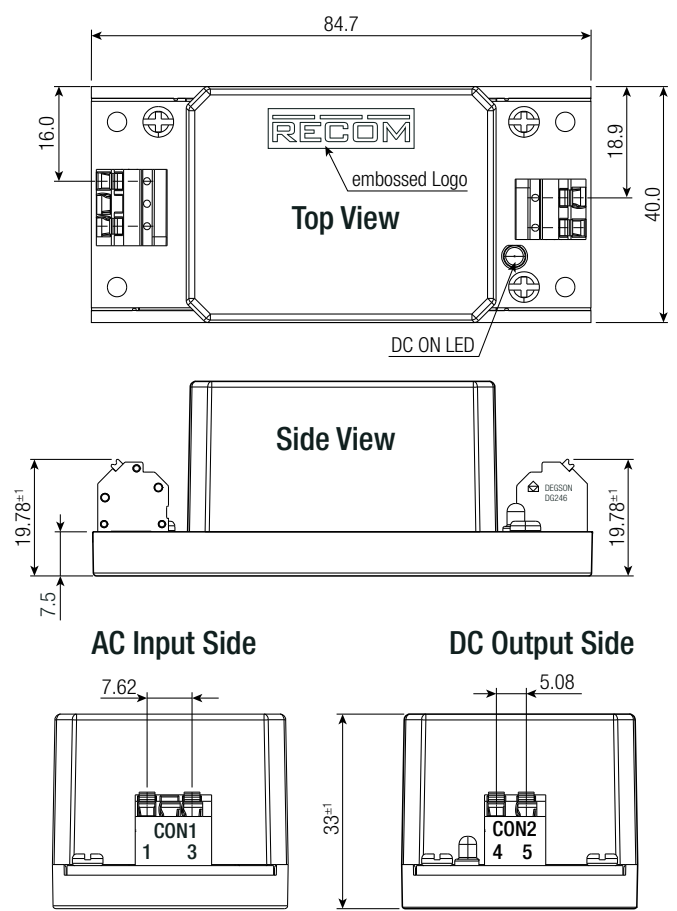 84.7
16.0
RECOM
18.9
40.0
embossed Logo
Top View
DC ON LED
Side View
19.78±1
DEGSON
DG246
19.78±1
7.5
AC Input Side
DC Output Side
7.62
5.08
33±1
CON1
1 3
CON2
4 5